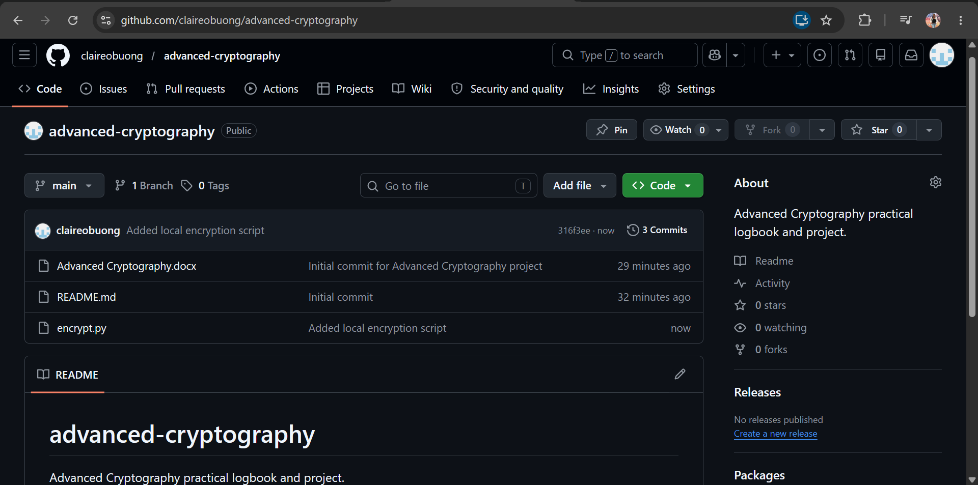 github.com/claireobuong/advanced-cryptography
claireobuong / advanced-cryptography
Type / to search
Code Issues Pull requests Actions Projects Wiki Security and quality Insights Settings
advanced-cryptography Public
Pin Watch 0 Fork 0 Star 0
main 1 Branch 0 Tags
Go to file t Add file Code
claireobuong Added local encryption script 316f3ee · now 3 Commits
Advanced Cryptography.docx Initial commit for Advanced Cryptography project 29 minutes ago
README.md Initial commit 32 minutes ago
encrypt.py Added local encryption script now
README
advanced-cryptography
Advanced Cryptography practical logbook and project.
About
Advanced Cryptography practical
logbook and project.
Readme
Activity
0 stars
0 watching
0 forks
Releases
No releases published
Create a new release
Packages